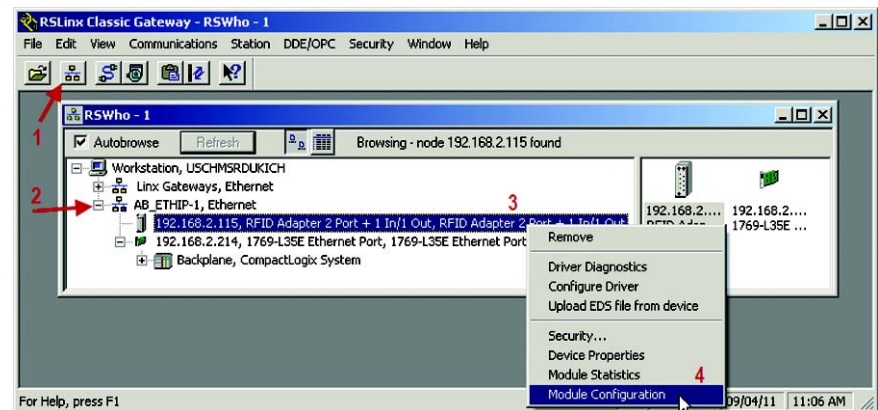 RSLinx Classic Gateway - RSWho - 1
File Edit View Communications Station DDE/OPC Security Window Help
1
RSWho - 1
Autobrowse Refresh Browsing - node 192.168.2.115 found
Workstation, USCHMSRDUKICH
Linx Gateways, Ethernet
2
AB_ETHIP-1, Ethernet
3
192.168.2.115, RFID Adapter 2 Port + 1 In/1 Out, RFID Adapter 2 Port + 1 In/1 Out
192.168.2.214, 1769-L35E Ethernet Port, 1769-L35E Ethernet Port
Backplane, CompactLogix System
192.168.2.... 192.168.2....
RFID Adap... 1769-L35E ...
Remove
Driver Diagnostics
Configure Driver
Upload EDS file from device
Security...
Device Properties
Module Statistics
4
Module Configuration
For Help, press F1
09/04/11 11:06 AM